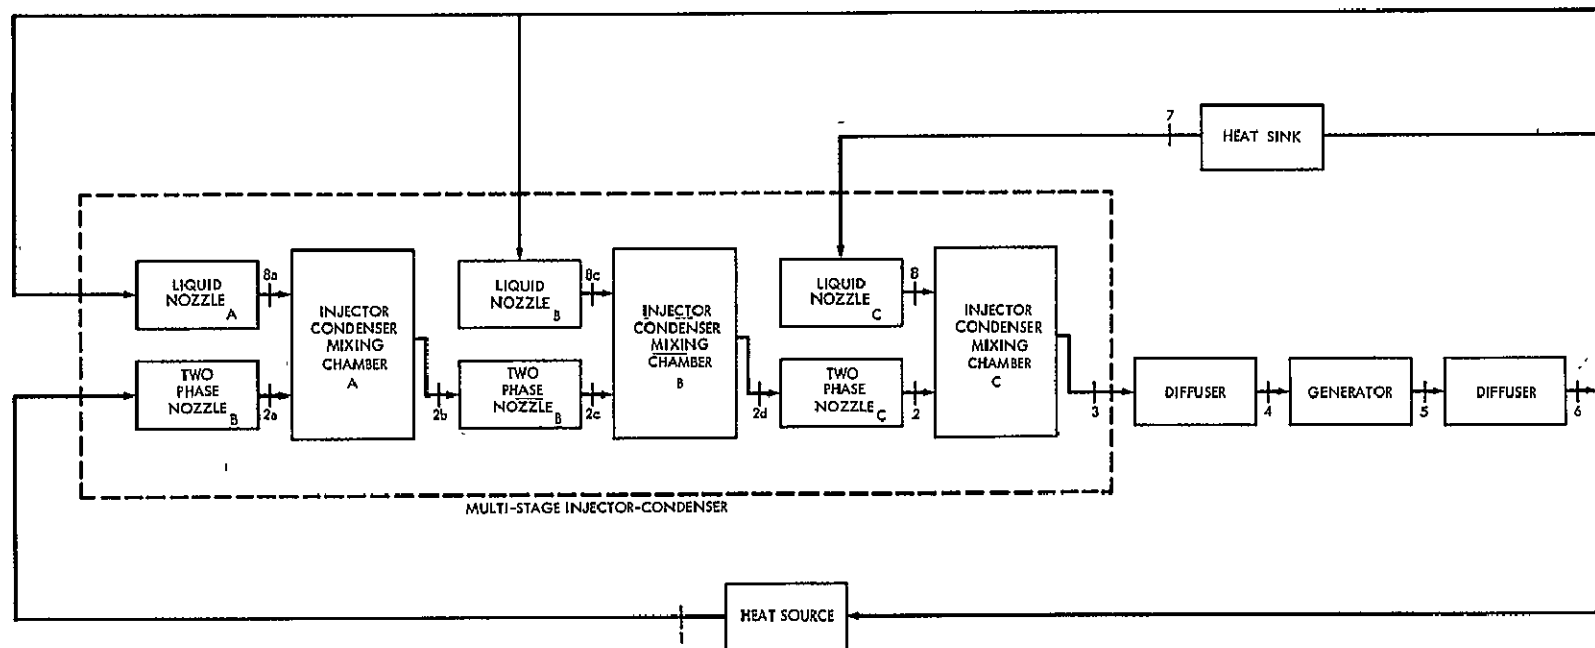 7
HEAT SINK
LIQUID
NOZZLE A
8a
INJECTOR
CONDENSER
MIXING
CHAMBER
A
TWO
PHASE
NOZZLE B
2a
2b
LIQUID
NOZZLE B
8c
TWO
PHASE
NOZZLE B
2c
INJECTOR
CONDENSER
MIXING
CHAMBER
B
2d
LIQUID
NOZZLE C
8
TWO
PHASE
NOZZLE C
2
INJECTOR
CONDENSER
MIXING
CHAMBER
C
3
DIFFUSER
4
GENERATOR
5
DIFFUSER
6
MULTI-STAGE INJECTOR-CONDENSER
1
HEAT SOURCE